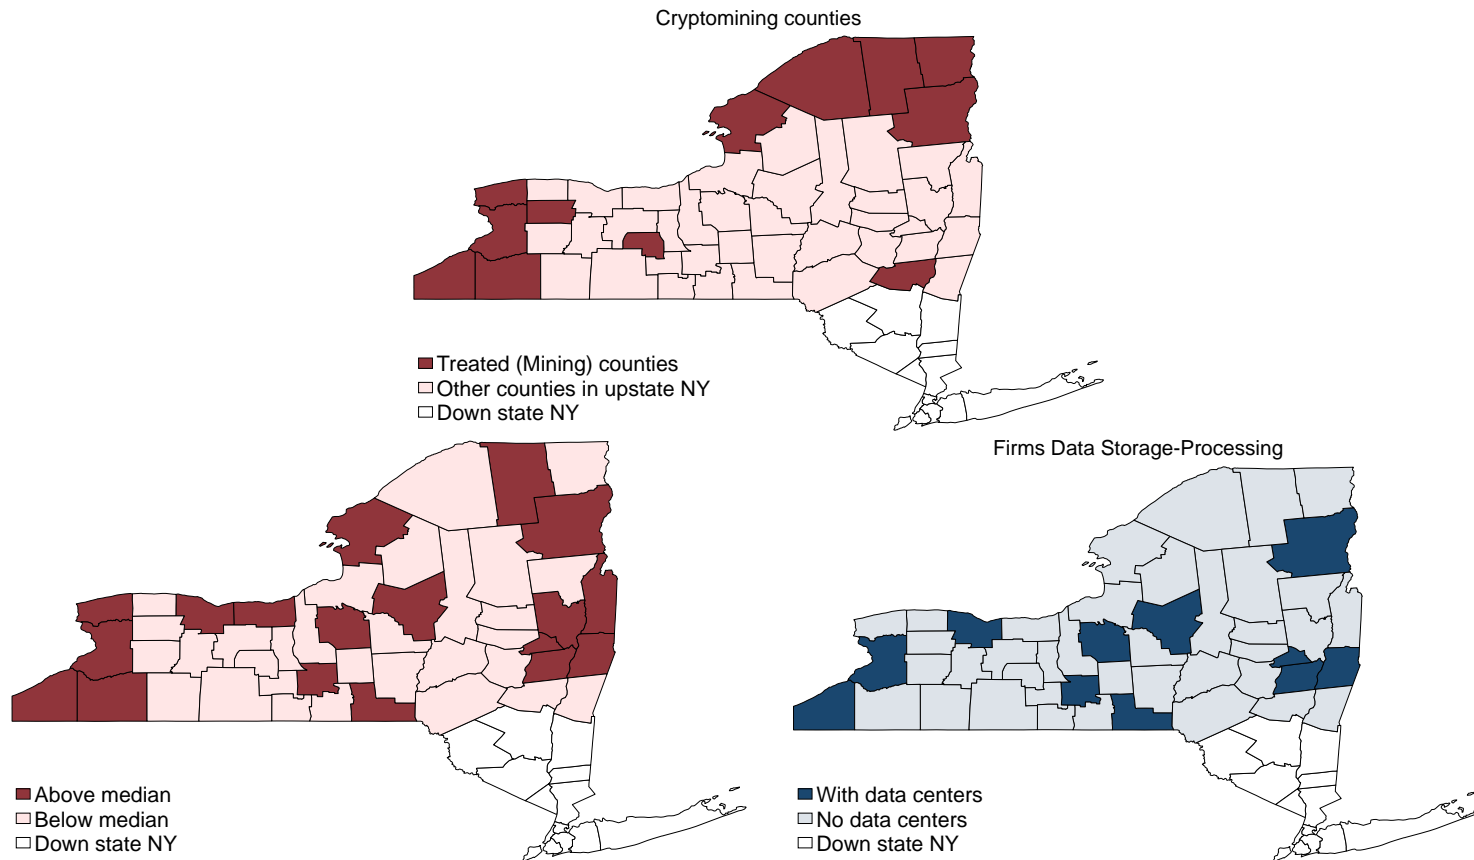 Cryptomining counties
Treated (Mining) counties
Other counties in upstate NY
Down state NY
Above median
Below median
Down state NY
Firms Data Storage-Processing
With data centers
No data centers
Down state NY